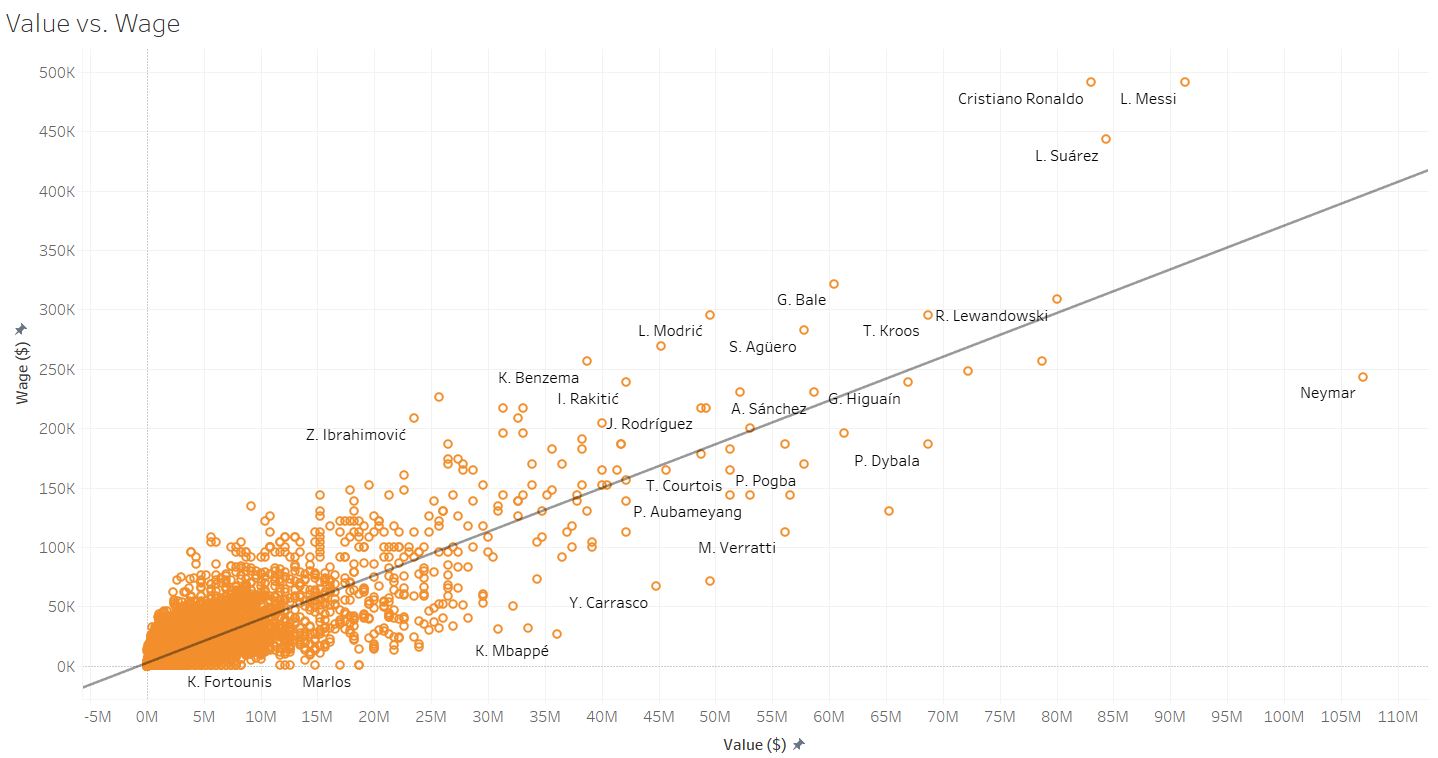 Value vs. Wage
500K
Cristiano Ronaldo
L. Messi
450K
L. Suárez
400K
350K
300K
G. Bale
R. Lewandowski
L. Modrić
T. Kroos
S. Agüero
Wage ($)
250K
K. Benzema
Neymar
I. Rakitić
G. Higuaín
A. Sánchez
J. Rodríguez
200K
Z. Ibrahimović
P. Dybala
P. Pogba
T. Courtois
150K
P. Aubameyang
M. Verratti
100K
50K
Y. Carrasco
K. Mbappé
0K
K. Fortounis
Marlos
-5M 0M 5M 10M 15M 20M 25M 30M 35M 40M 45M 50M 55M 60M 65M 70M 75M 80M 85M 90M 95M 100M 105M 110M
Value ($)